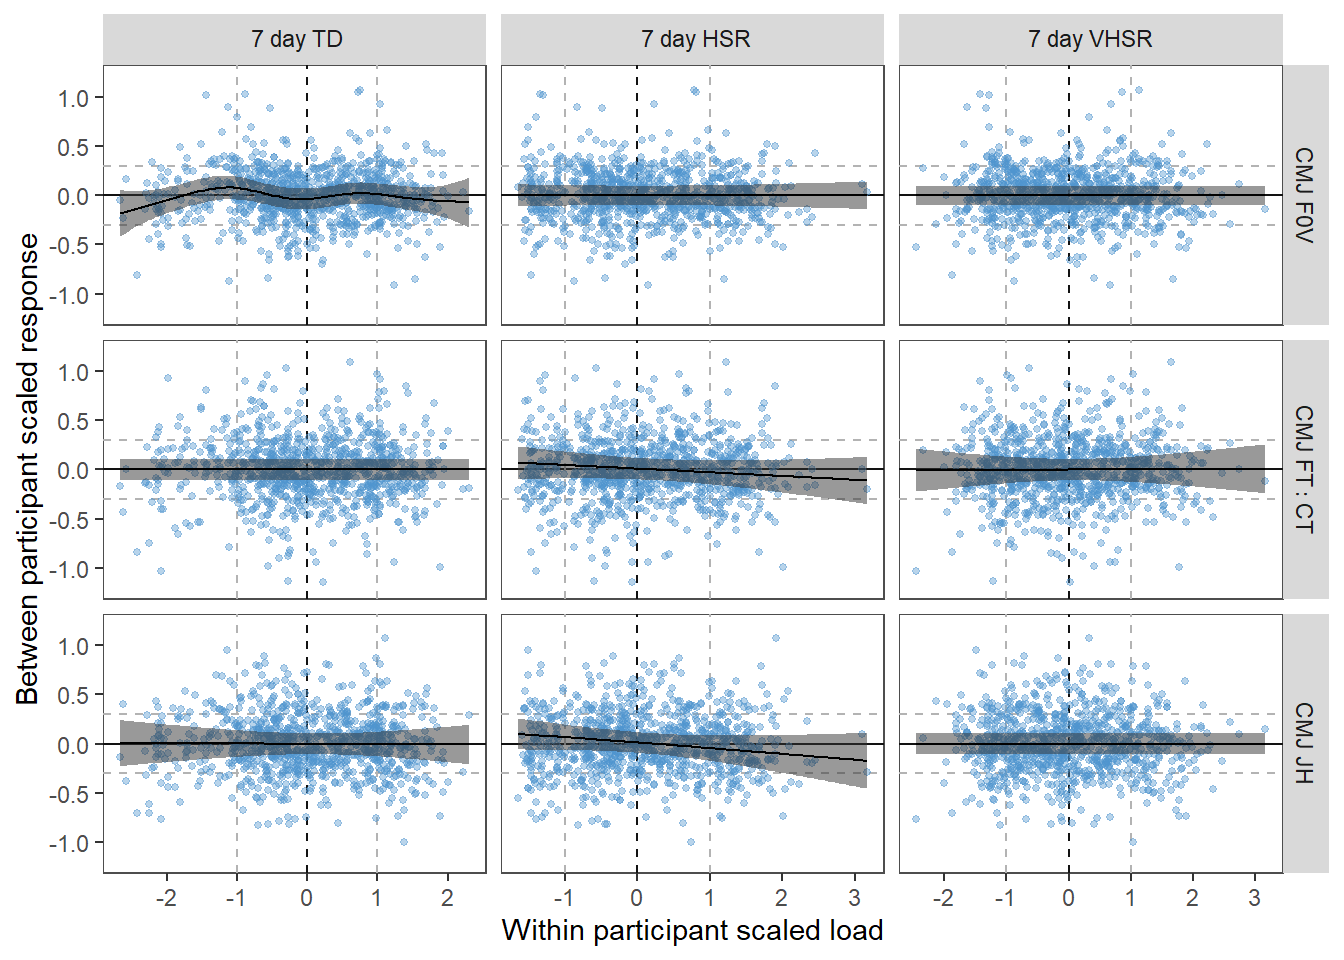 7 day TD
7 day HSR
7 day VHSR
Between participant scaled response
1.0
0.5
0.0
-0.5
-1.0
CMJ F0V
1.0
0.5
0.0
-0.5
-1.0
CMJ FT : CT
1.0
0.5
0.0
-0.5
-1.0
CMJ JH
-2 -1 0 1 2
-1 0 1 2 3
-2 -1 0 1 2 3
Within participant scaled load